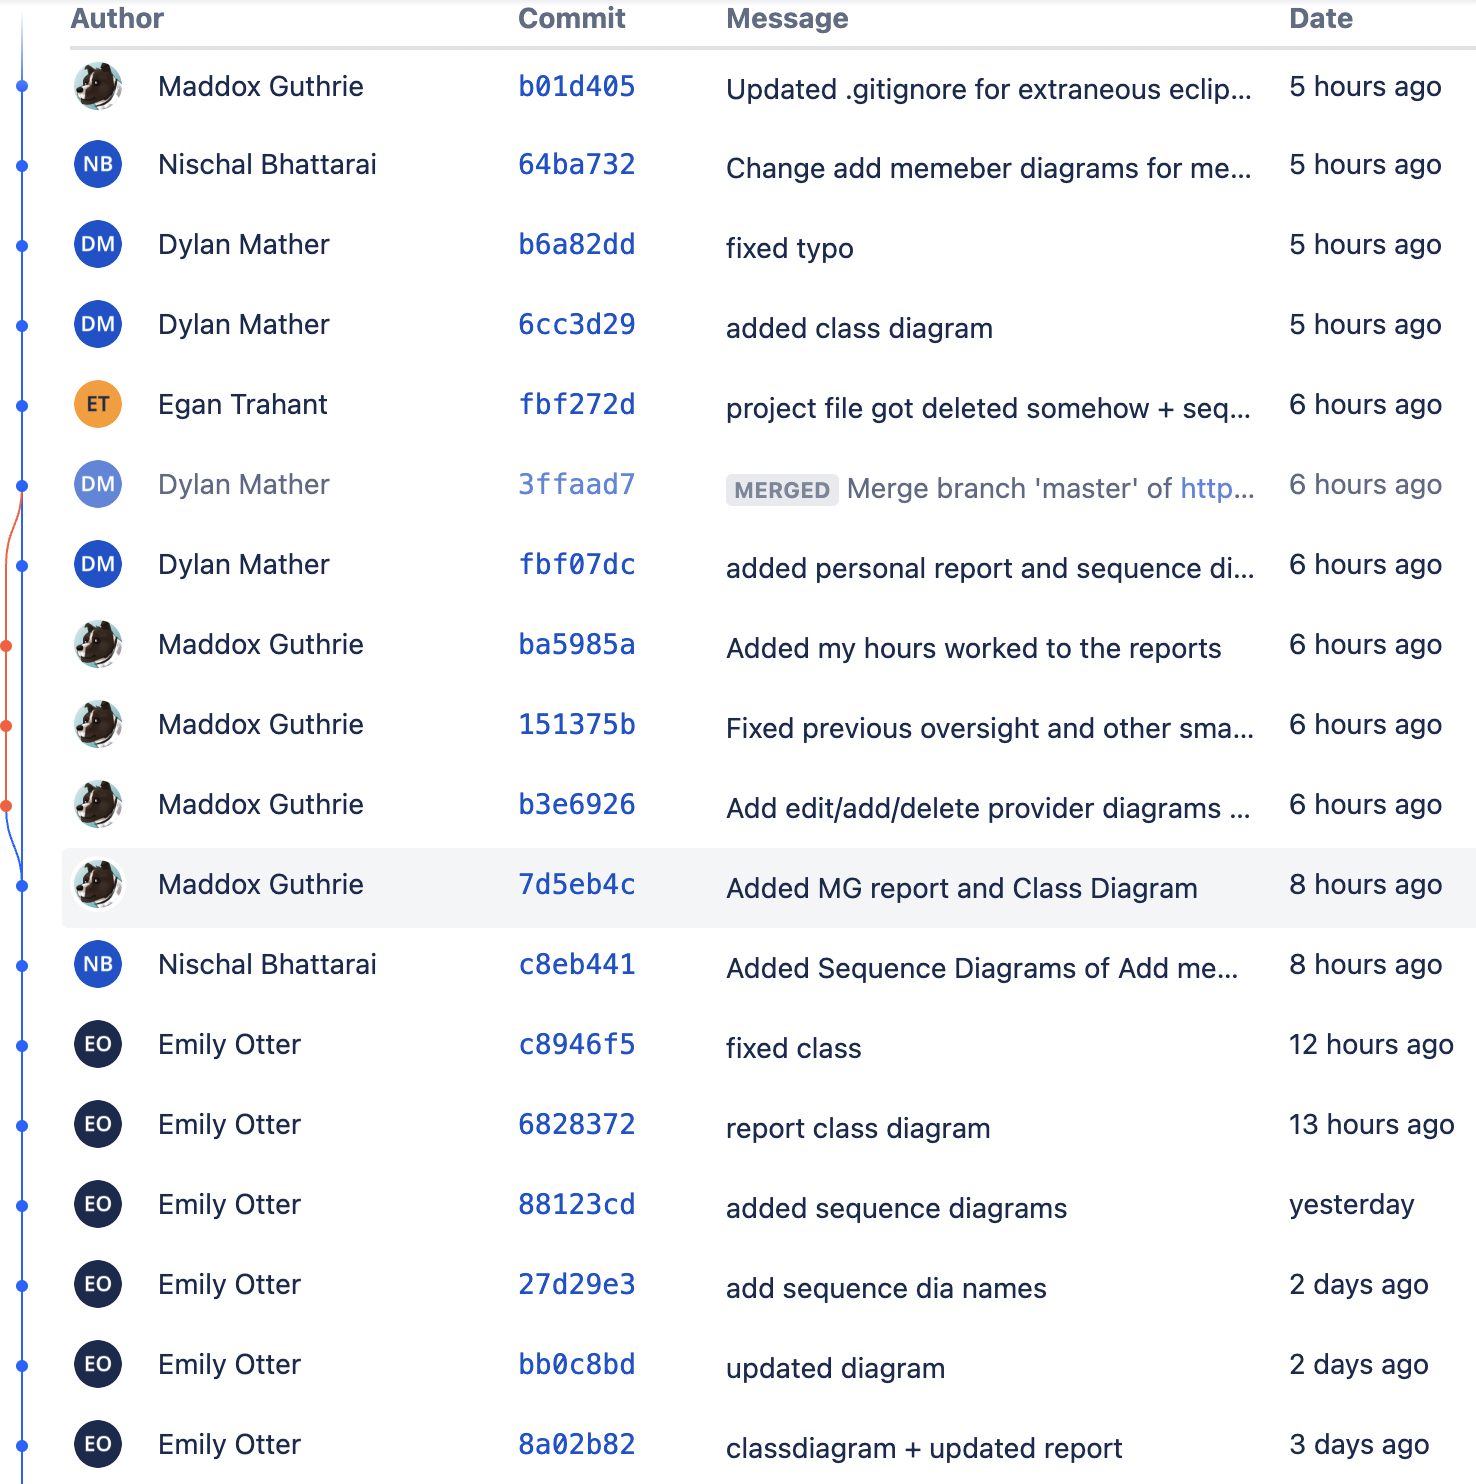 Author Commit Message Date
Maddox Guthrie b01d405 Updated .gitignore for extraneous eclip... 5 hours ago
NB Nischal Bhattarai 64ba732 Change add memeber diagrams for me... 5 hours ago
DM Dylan Mather b6a82dd fixed typo 5 hours ago
DM Dylan Mather 6cc3d29 added class diagram 5 hours ago
ET Egan Trahant fbf272d project file got deleted somehow + seq... 6 hours ago
DM Dylan Mather 3ffaad7 MERGED Merge branch 'master' of http... 6 hours ago
DM Dylan Mather fbf07dc added personal report and sequence di... 6 hours ago
Maddox Guthrie ba5985a Added my hours worked to the reports 6 hours ago
Maddox Guthrie 151375b Fixed previous oversight and other sma... 6 hours ago
Maddox Guthrie b3e6926 Add edit/add/delete provider diagrams ... 6 hours ago
Maddox Guthrie 7d5eb4c Added MG report and Class Diagram 8 hours ago
NB Nischal Bhattarai c8eb441 Added Sequence Diagrams of Add me... 8 hours ago
EO Emily Otter c8946f5 fixed class 12 hours ago
EO Emily Otter 6828372 report class diagram 13 hours ago
EO Emily Otter 88123cd added sequence diagrams yesterday
EO Emily Otter 27d29e3 add sequence dia names 2 days ago
EO Emily Otter bb0c8bd updated diagram 2 days ago
EO Emily Otter 8a02b82 classdiagram + updated report 3 days ago